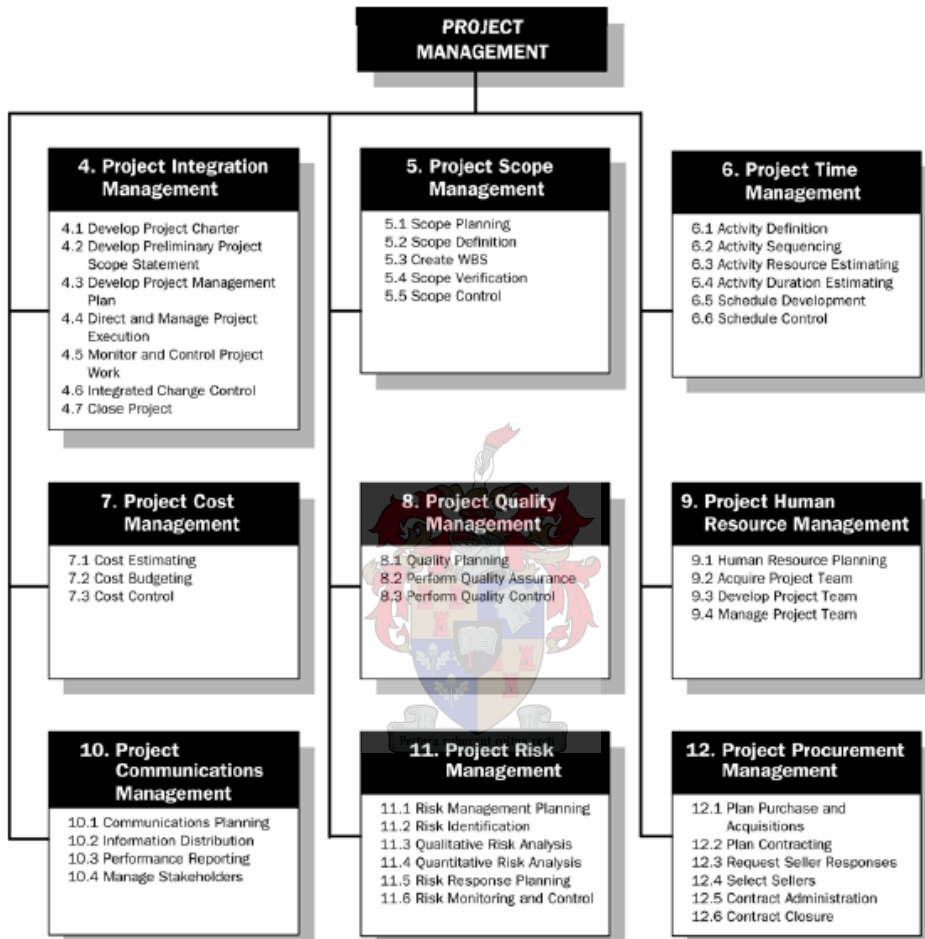 PROJECT
MANAGEMENT
4. Project Integration
Management
4.1 Develop Project Charter
4.2 Develop Preliminary Project
Scope Statement
4.3 Develop Project Management
Plan
4.4 Direct and Manage Project
Execution
4.5 Monitor and Control Project
Work
4.6 Integrated Change Control
4.7 Close Project
5. Project Scope
Management
5.1 Scope Planning
5.2 Scope Definition
5.3 Create WBS
5.4 Scope Verification
5.5 Scope Control
6. Project Time
Management
6.1 Activity Definition
6.2 Activity Sequencing
6.3 Activity Resource Estimating
6.4 Activity Duration Estimating
6.5 Schedule Development
6.6 Schedule Control
7. Project Cost
Management
7.1 Cost Estimating
7.2 Cost Budgeting
7.3 Cost Control
8. Project Quality
Management
8.1 Quality Planning
8.2 Perform Quality Assurance
8.3 Perform Quality Control
9. Project Human
Resource Management
9.1 Human Resource Planning
9.2 Acquire Project Team
9.3 Develop Project Team
9.4 Manage Project Team
10. Project
Communications
Management
10.1 Communications Planning
10.2 Information Distribution
10.3 Performance Reporting
10.4 Manage Stakeholders
11. Project Risk
Management
11.1 Risk Management Planning
11.2 Risk Identification
11.3 Qualitative Risk Analysis
11.4 Quantitative Risk Analysis
11.5 Risk Response Planning
11.6 Risk Monitoring and Control
12. Project Procurement
Management
12.1 Plan Purchase and
Acquisitions
12.2 Plan Contracting
12.3 Request Seller Responses
12.4 Select Sellers
12.5 Contract Administration
12.6 Contract Closure